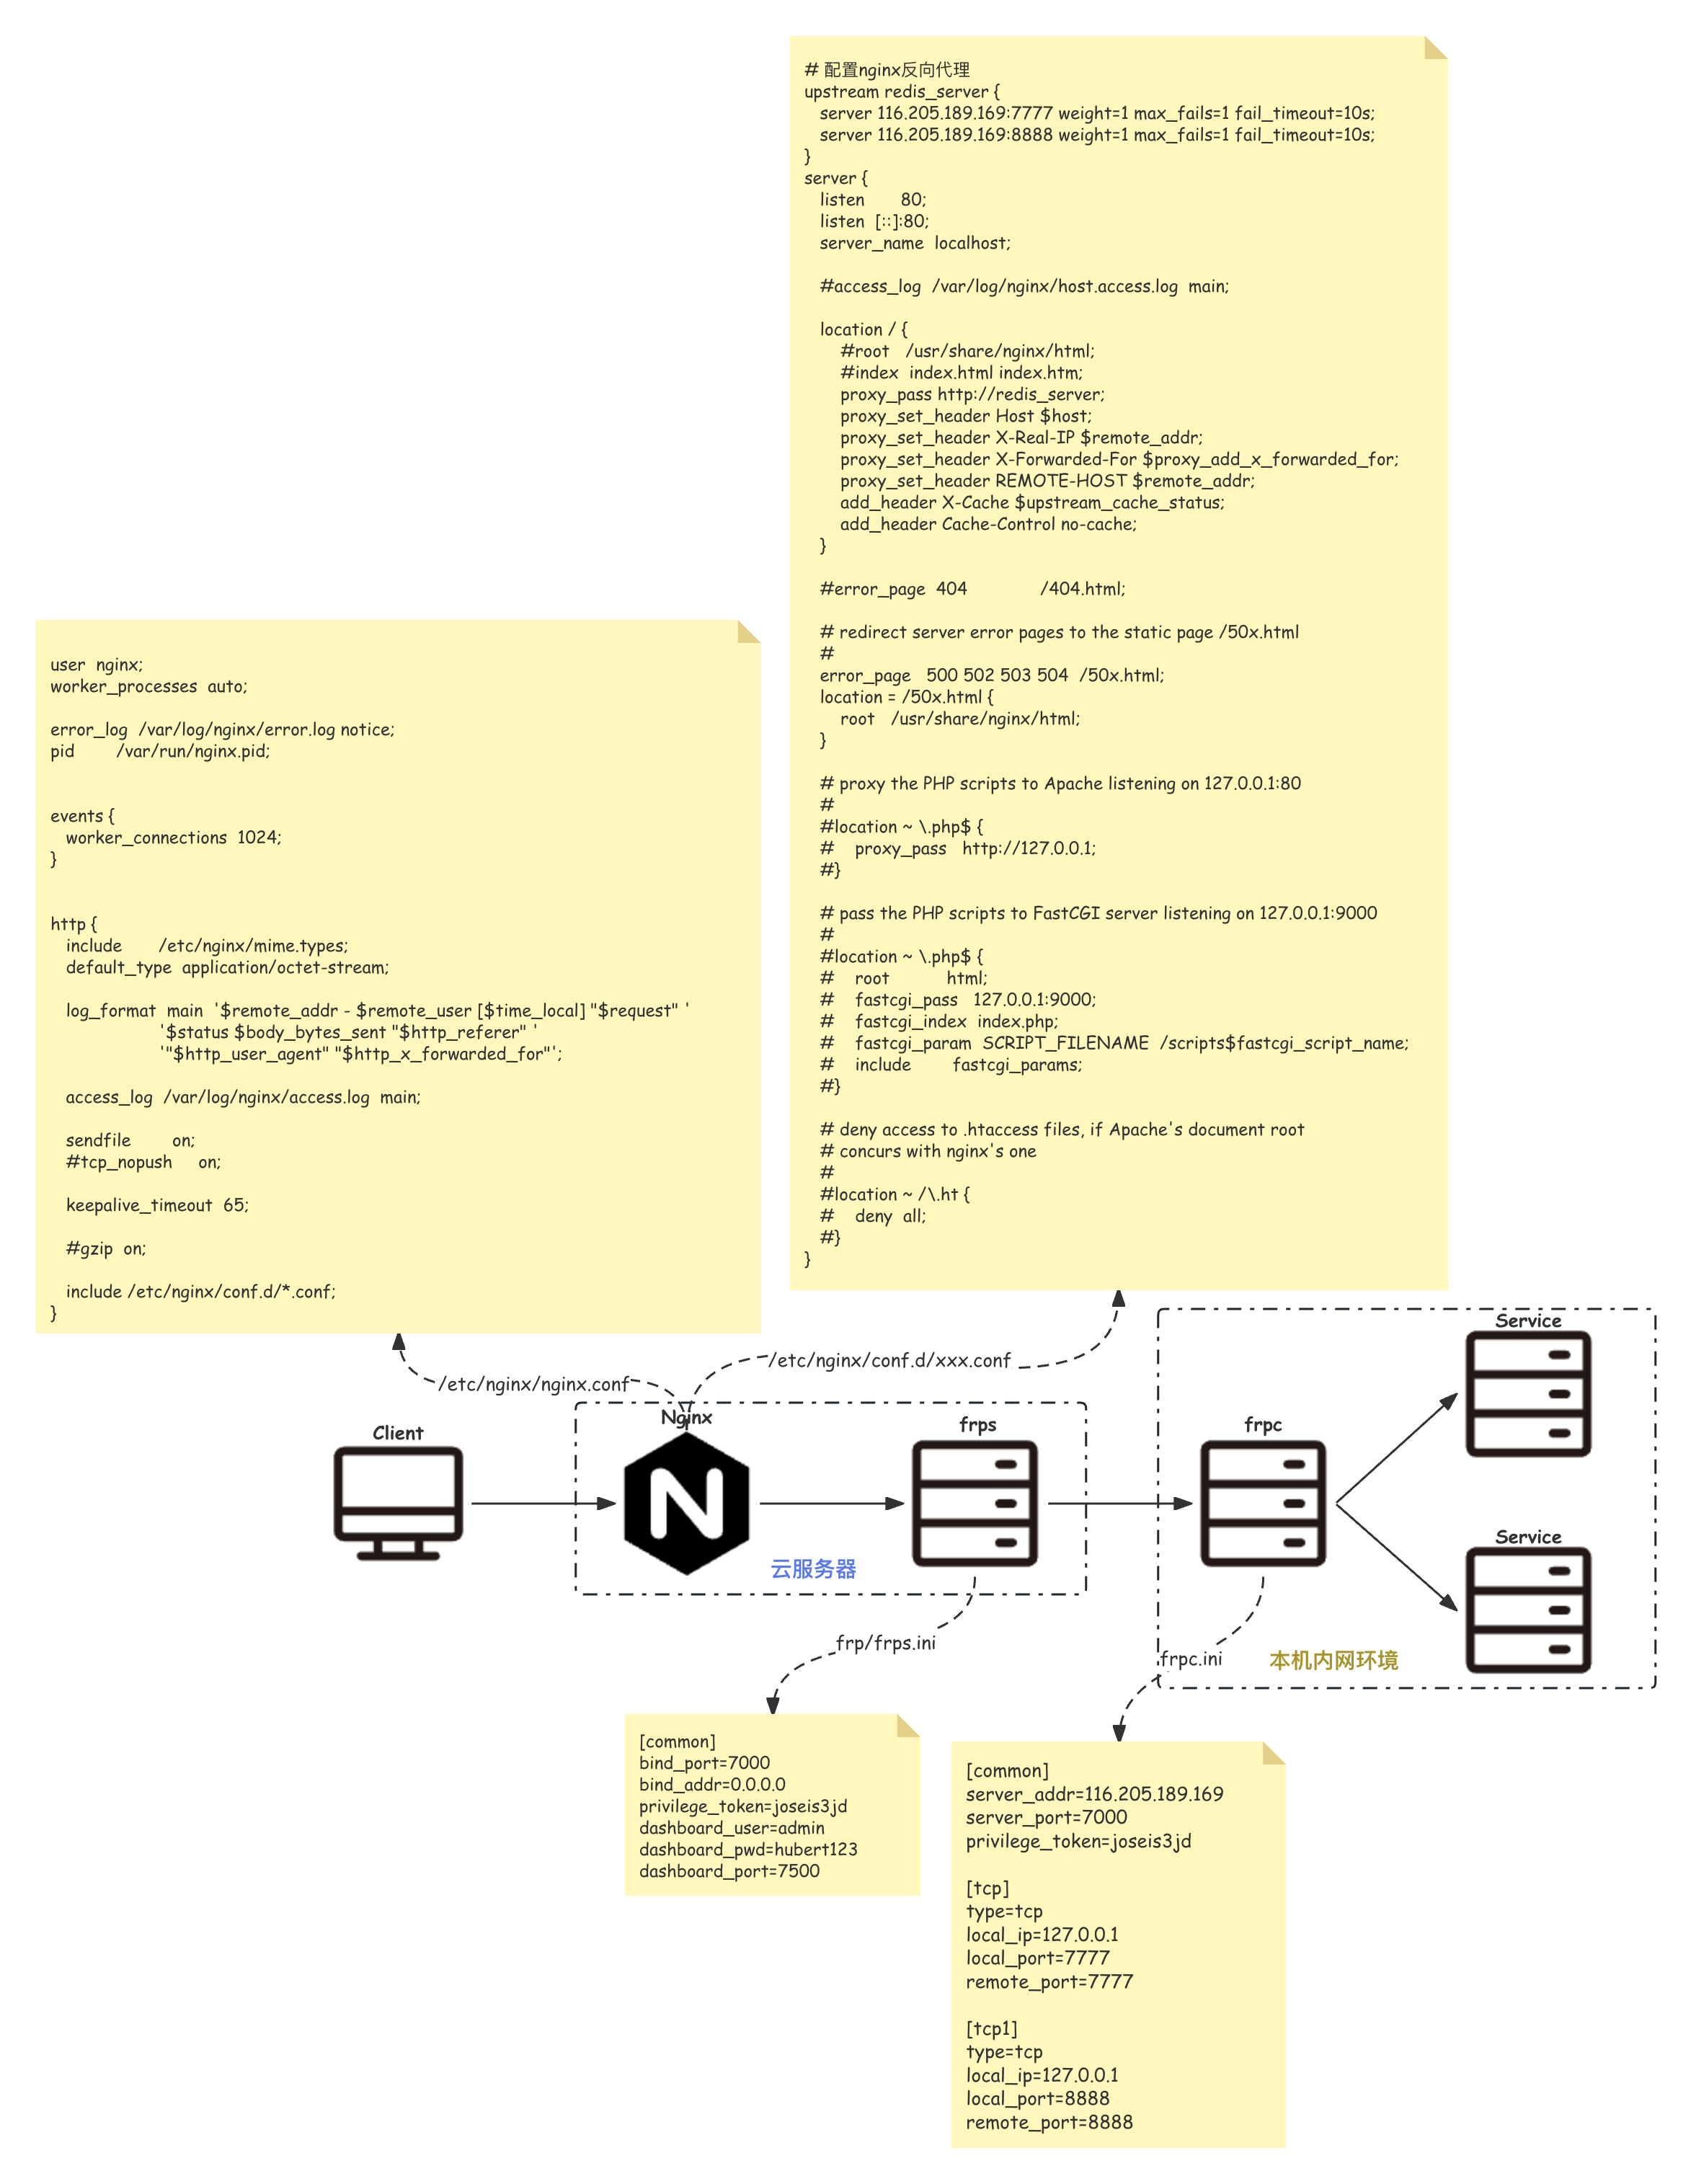 # 配置nginx反向代理
upstream redis_server {
server 116.205.189.169:7777 weight=1 max_fails=1 fail_timeout=10s;
server 116.205.189.169:8888 weight=1 max_fails=1 fail_timeout=10s;
}
server {
listen 80;
listen [::]:80;
server_name localhost;
#access_log /var/log/nginx/host.access.log main;
location / {
#root /usr/share/nginx/html;
#index index.html index.htm;
proxy_pass http://redis_server;
proxy_set_header Host $host;
proxy_set_header X-Real-IP $remote_addr;
proxy_set_header X-Forwarded-For $proxy_add_x_forwarded_for;
proxy_set_header REMOTE-HOST $remote_addr;
add_header X-Cache $upstream_cache_status;
add_header Cache-Control no-cache;
}
#error_page 404 /404.html;
# redirect server error pages to the static page /50x.html
#
error_page 500 502 503 504 /50x.html;
location = /50x.html {
root /usr/share/nginx/html;
}
# proxy the PHP scripts to Apache listening on 127.0.0.1:80
#
#location ~ \.php$ {
# proxy_pass http://127.0.0.1;
#}
# pass the PHP scripts to FastCGI server listening on 127.0.0.1:9000
#
#location ~ \.php$ {
# root html;
# fastcgi_pass 127.0.0.1:9000;
# fastcgi_index index.php;
# fastcgi_param SCRIPT_FILENAME /scripts$fastcgi_script_name;
# include fastcgi_params;
#}
# deny access to .htaccess files, if Apache's document root
# concurs with nginx's one
#
#location ~ /\.ht {
# deny all;
#}
}
user nginx;
worker_processes auto;
error_log /var/log/nginx/error.log notice;
pid /var/run/nginx.pid;
events {
worker_connections 1024;
}
http {
include /etc/nginx/mime.types;
default_type application/octet-stream;
log_format main '$remote_addr - $remote_user [$time_local] "$request" '
'$status $body_bytes_sent "$http_referer" '
'"$http_user_agent" "$http_x_forwarded_for"';
access_log /var/log/nginx/access.log main;
sendfile on;
#tcp_nopush on;
keepalive_timeout 65;
#gzip on;
include /etc/nginx/conf.d/*.conf;
}
/etc/nginx/nginx.conf
/etc/nginx/conf.d/xxx.conf
Client
Nginx
frps
云服务器
frpc
Service
Service
本机内网环境
frp/frps.ini
frpc.ini
[common]
bind_port=7000
bind_addr=0.0.0.0
privilege_token=joseis3jd
dashboard_user=admin
dashboard_pwd=hubert123
dashboard_port=7500
[common]
server_addr=116.205.189.169
server_port=7000
privilege_token=joseis3jd
[tcp]
type=tcp
local_ip=127.0.0.1
local_port=7777
remote_port=7777
[tcp1]
type=tcp
local_ip=127.0.0.1
local_port=8888
remote_port=8888